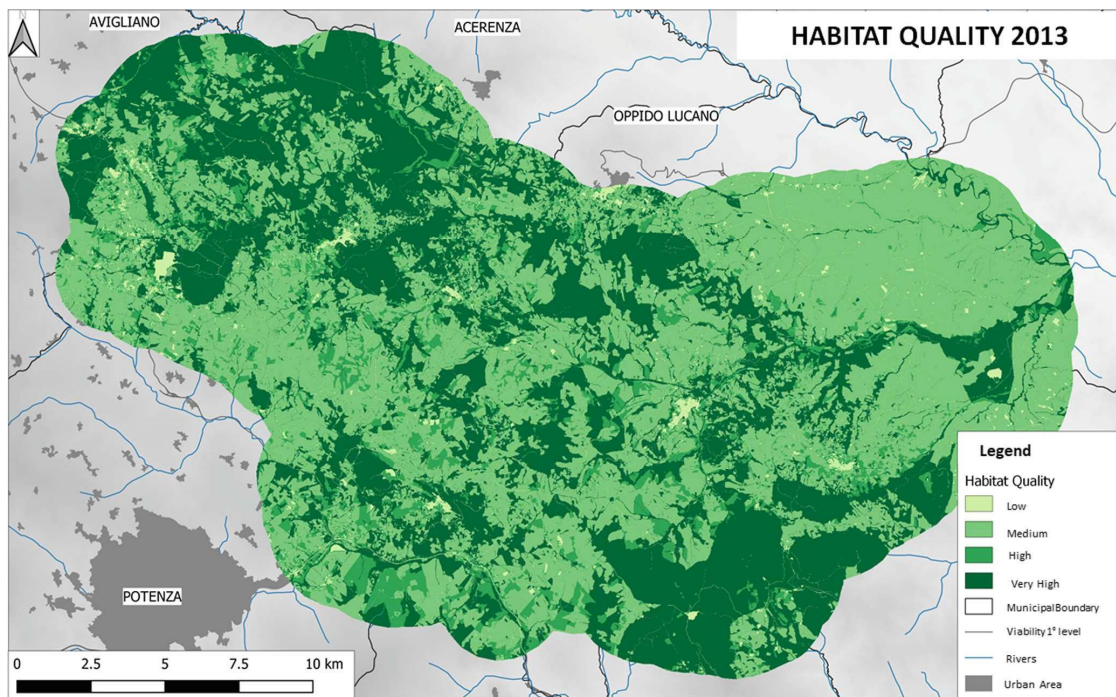 N
AVIGLIANO
ACERENZA
HABITAT QUALITY 2013
OPPIDO LUCANO
POTENZA
0 2.5 5 7.5 10 km
Legend
Habitat Quality
Low
Medium
High
Very High
MunicipalBoundary
Viability 1° level
Rivers
Urban Area